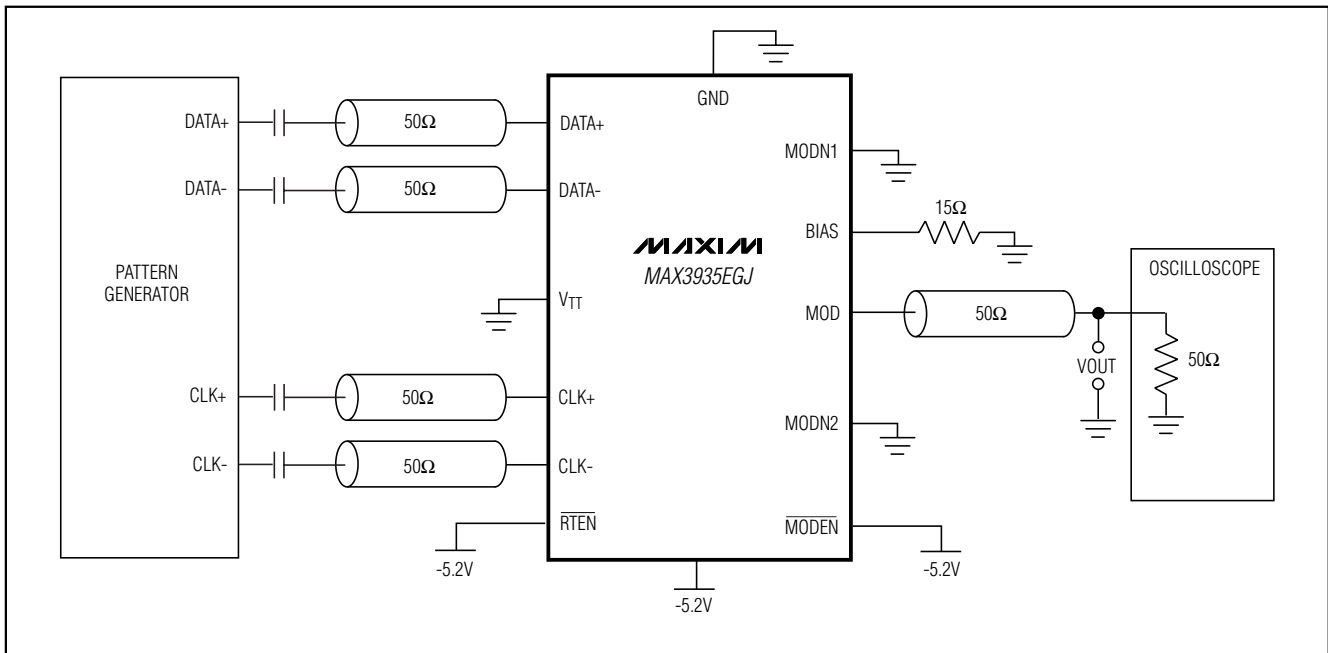 GND
DATA+
50Ω
DATA+
MODN1
DATA-
50Ω
DATA-
15Ω
BIAS
MAXIM
MAX3935EGJ
OSCILLOSCOPE
PATTERN
GENERATOR
VTT
MOD
50Ω
VOUT
50Ω
CLK+
50Ω
CLK+
MODN2
CLK-
50Ω
CLK-
RTEN
MODEN
-5.2V
-5.2V
-5.2V